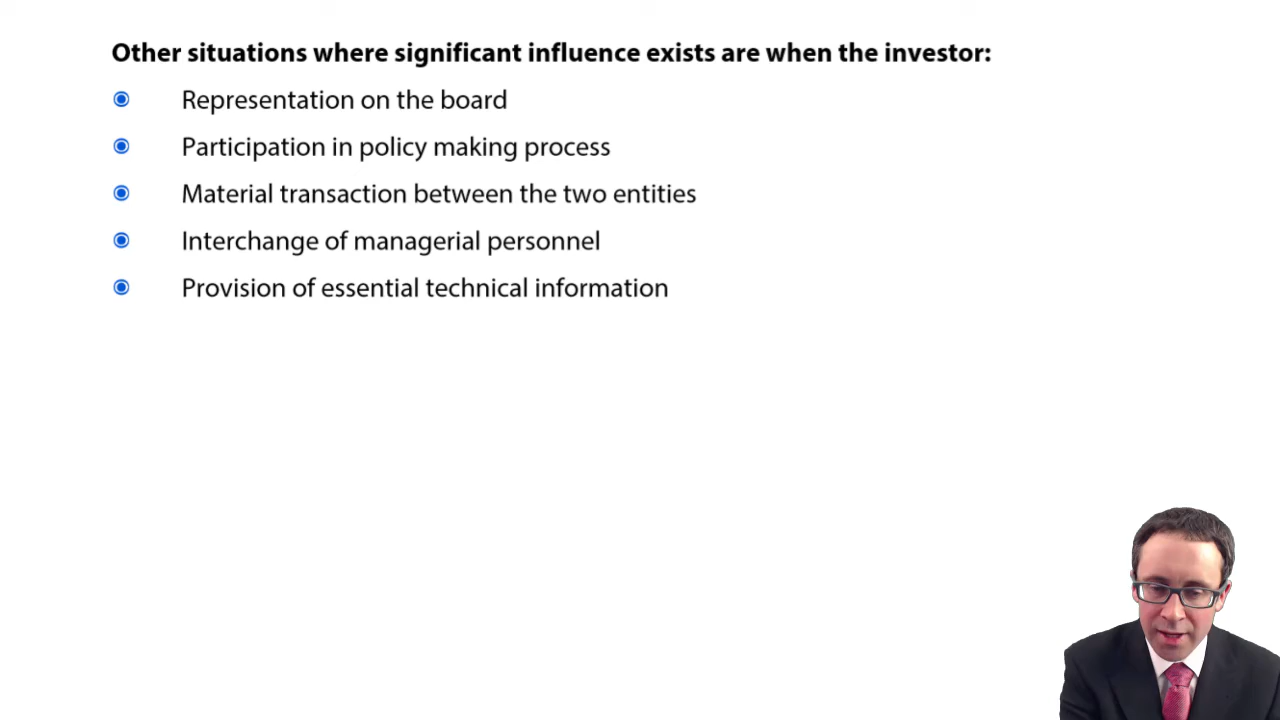 Other situations where significant influence exists are when the investor:
Representation on the board
Participation in policy making process
Material transaction between the two entities
Interchange of managerial personnel
Provision of essential technical information